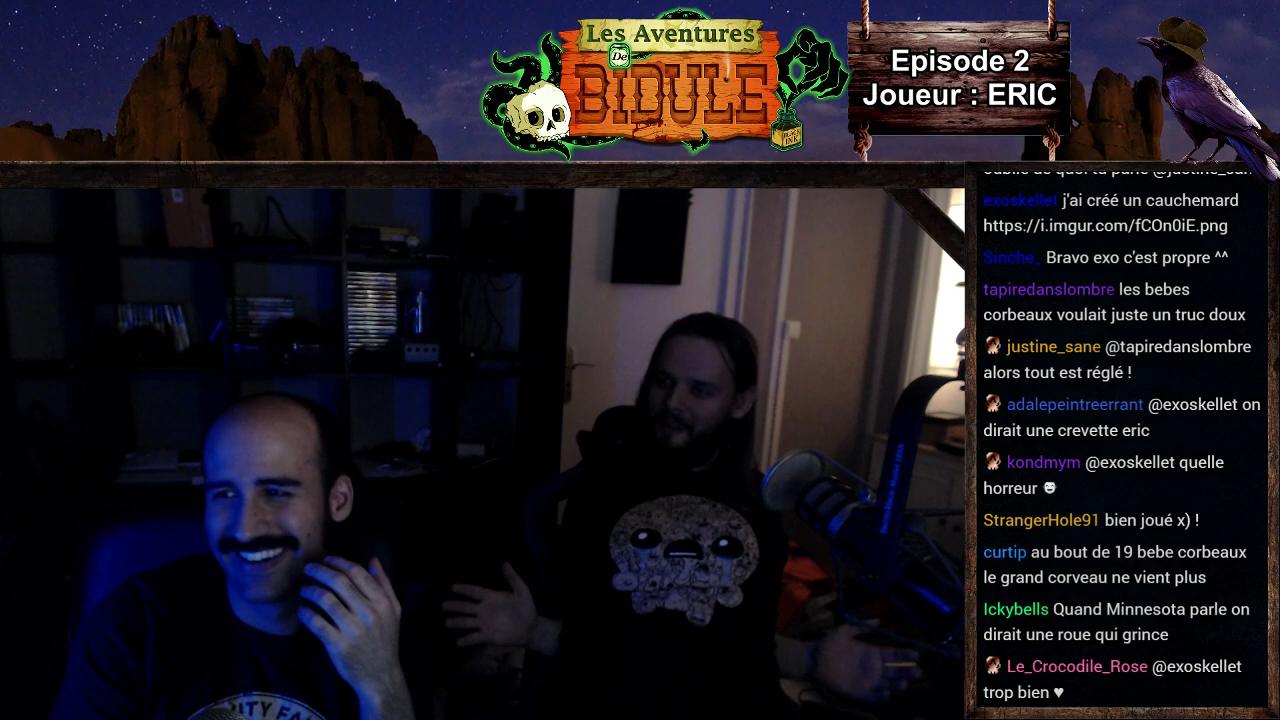 Les Aventures
De
BIDULE
BLACK
INK
Episode 2
Joueur : ERIC
exoskellet j'ai créé un cauchemard
https://i.imgur.com/fCOn0iE.png
Sinche_ Bravo exo c'est propre ^^
tapiredanslombre les bebes
corbeaux voulait juste un truc doux
justine_sane @tapiredanslombre
alors tout est réglé !
adalepeintreerrant @exoskellet on
dirait une crevette eric
kondmym @exoskellet quelle
horreur
StrangerHole91 bien joué x) !
curtip au bout de 19 bebe corbeaux
le grand corveau ne vient plus
Ickybells Quand Minnesota parle on
dirait une roue qui grince
Le_Crocodile_Rose @exoskellet
trop bien ♥